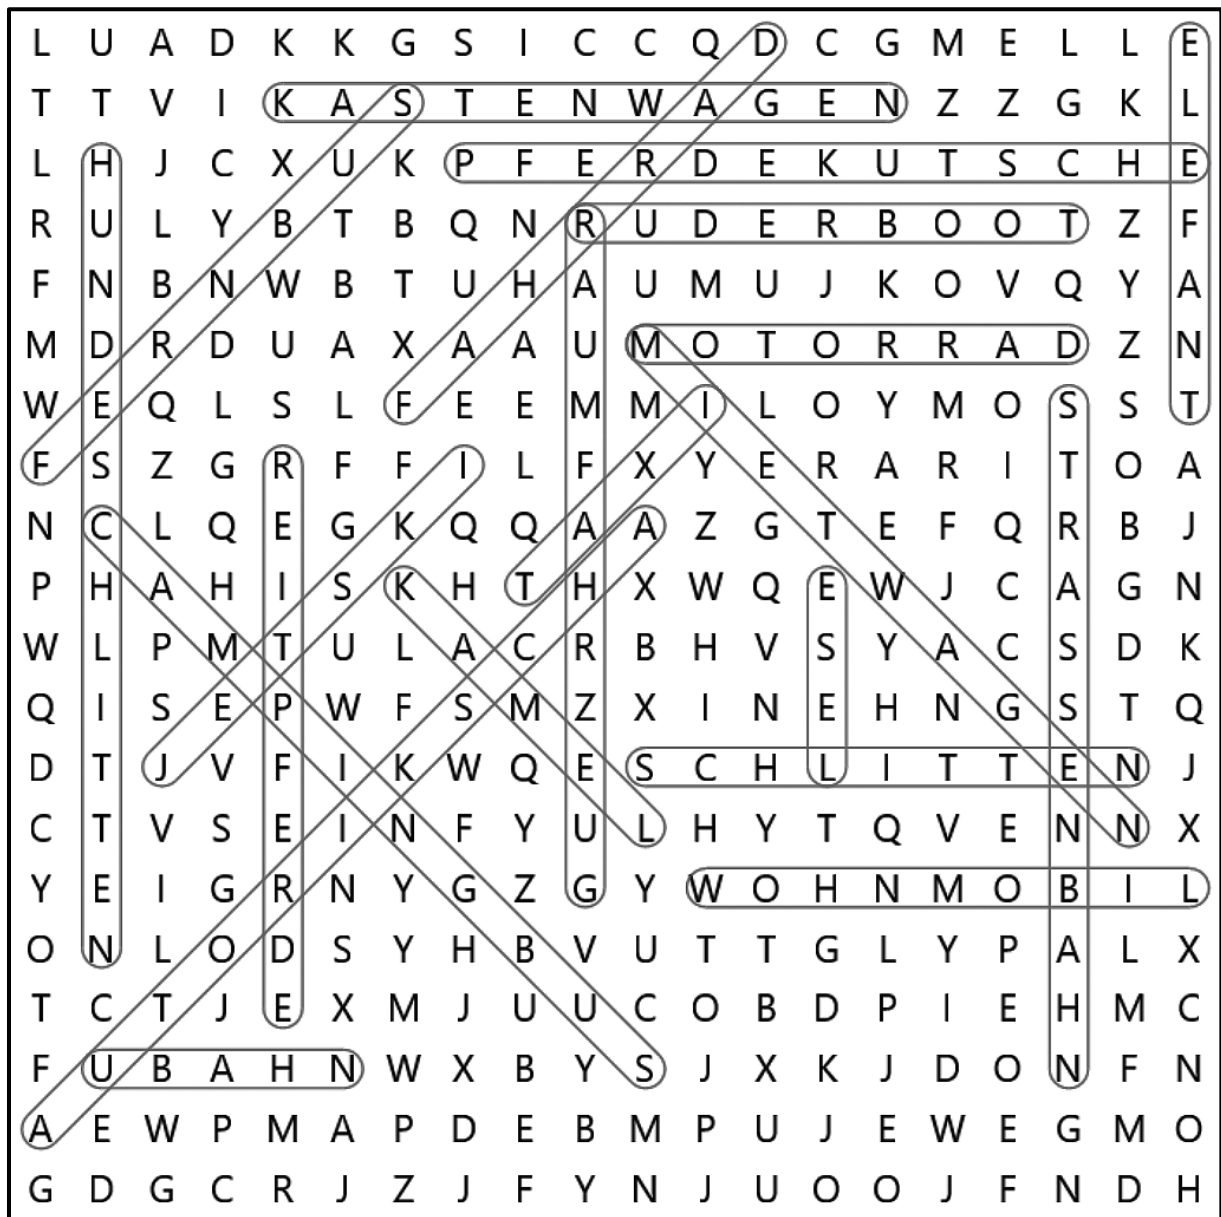 L U A D K K G S I C C Q D C G M E L L E
T T V I K A S T E N W A G E N Z Z G K L
L H J C X U K P F E R D E K U T S C H E
R U L Y B T B Q N R U D E R B O O T Z F
F N B N W B T U H A U M U J K O V Q Y A
M D R D U A X A A U M O T O R R A D Z N
W E Q L S L F E E M M I L O Y M O S S T
F S Z G R F F I L F X Y E R A R I T O A
N C L Q E G K Q Q A A Z G T E F Q R B J
P H A H I S K H T H X W Q E W J C A G N
W L P M T U L A C R B H V S Y A C S D K
Q I S E P W F S M Z X I N E H N G S T Q
D T J V F I K W Q E S C H L I T T E N J
C T V S E I N F Y U L H Y T Q V E N N X
Y E I G R N Y G Z G Y W O H N M O B I L
O N L O D S Y H B V U T T G L Y P A L X
T C T J E X M J U U C O B D P I E H M C
F U B A H N W X B Y S J X K J D O N F N
A E W P M A P D E B M P U J E W E G M O
G D G C R J Z J F Y N J U O O J F N D H